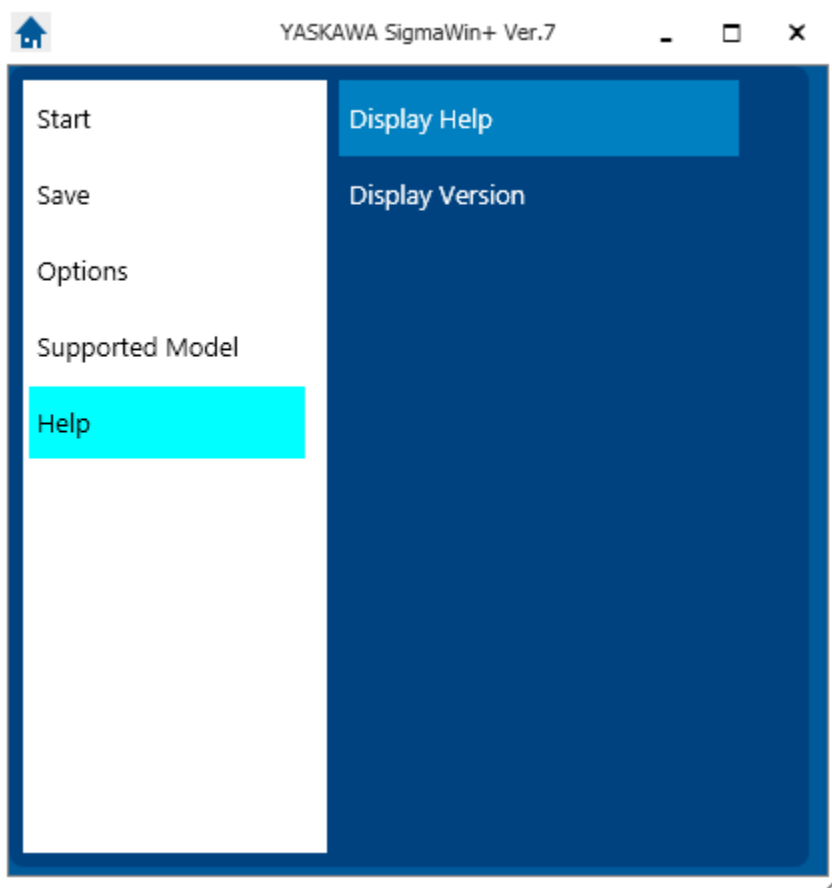 YASKAWA SigmaWin+ Ver.7
Start
Save
Options
Supported Model
Help
Display Help
Display Version